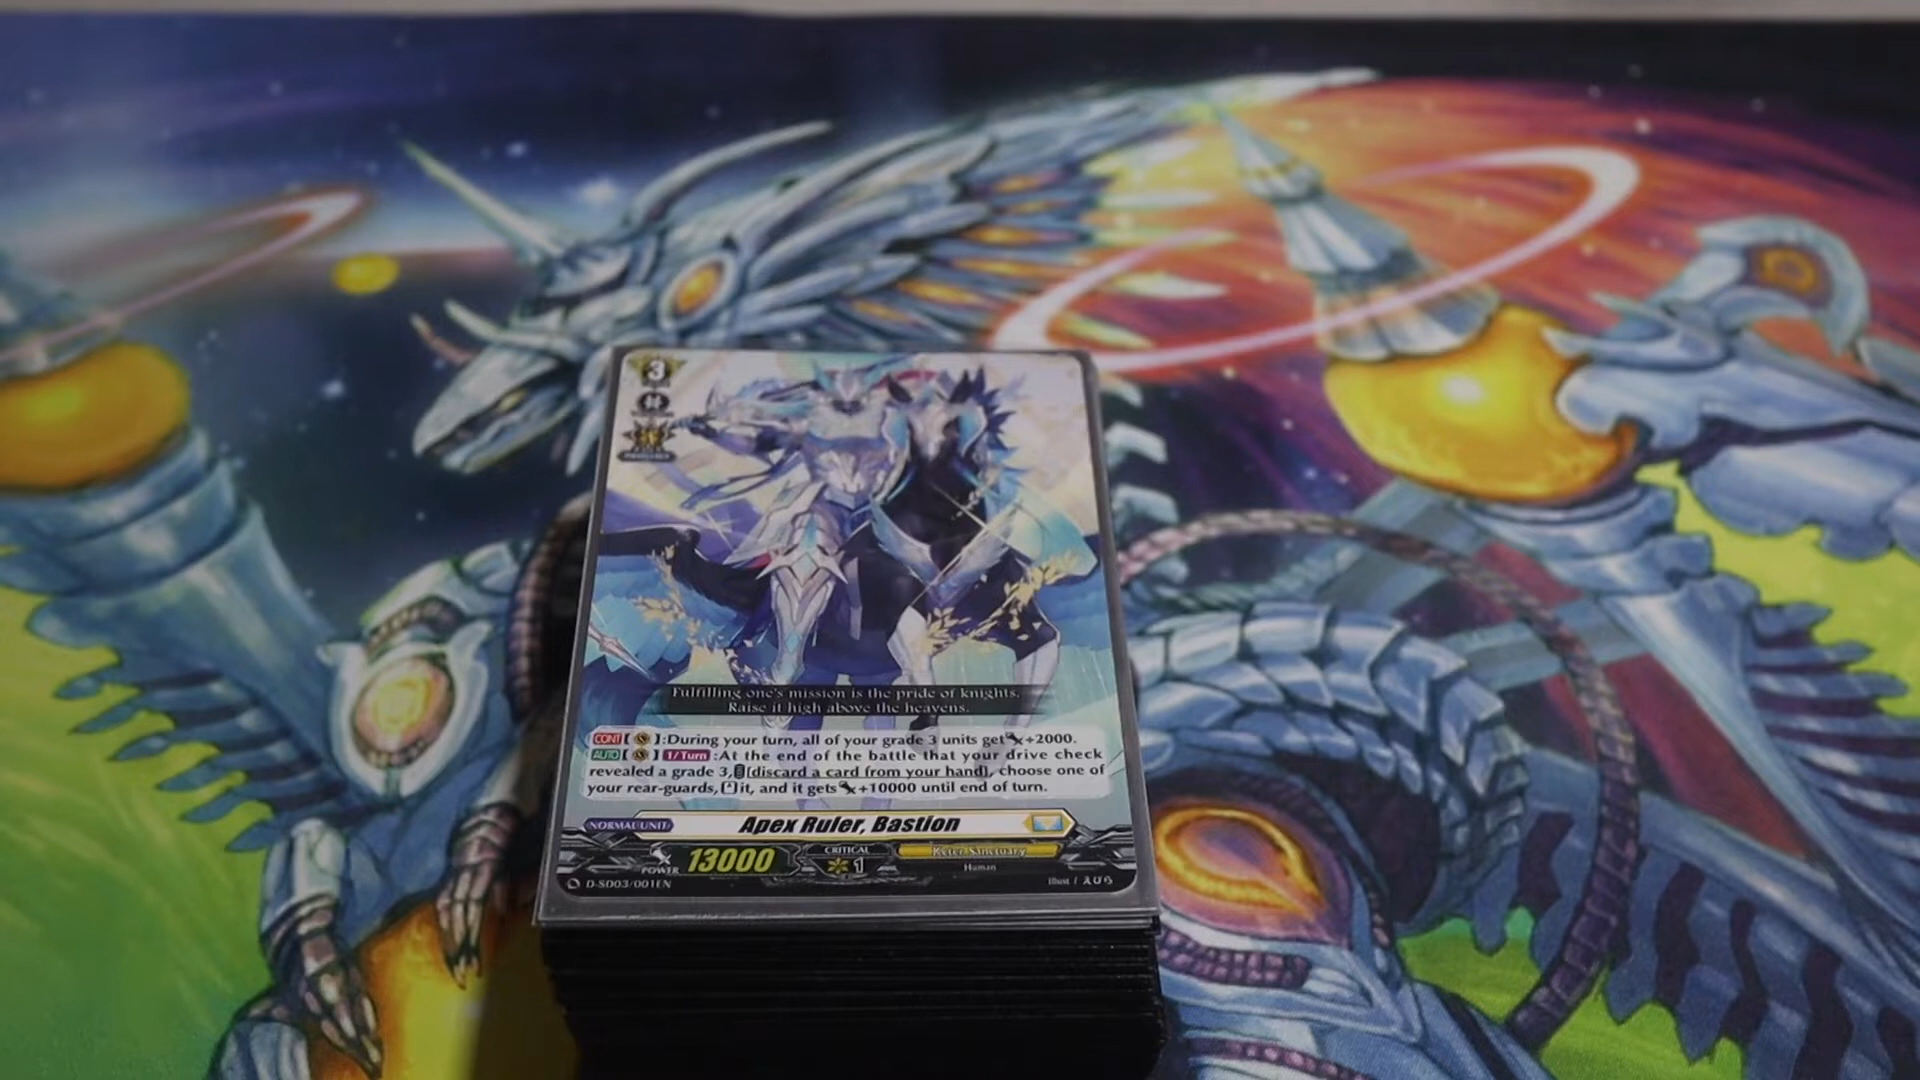 3
Fulfilling one's mission is the pride of knights.
Raise it high above the heavens.
CONT【 】:During your turn, all of your grade 3 units get +2000.
AUTO【 】1/Turn :At the end of the battle that your drive check
revealed a grade 3, [discard a card from your hand], choose one of
your rear-guards, it, and it gets +10000 until end of turn.
NORMAL UNIT Apex Ruler, Bastion
POWER 13000 CRITICAL 1 Keter Sanctuary
Human
D-SD03/001EN Illust /